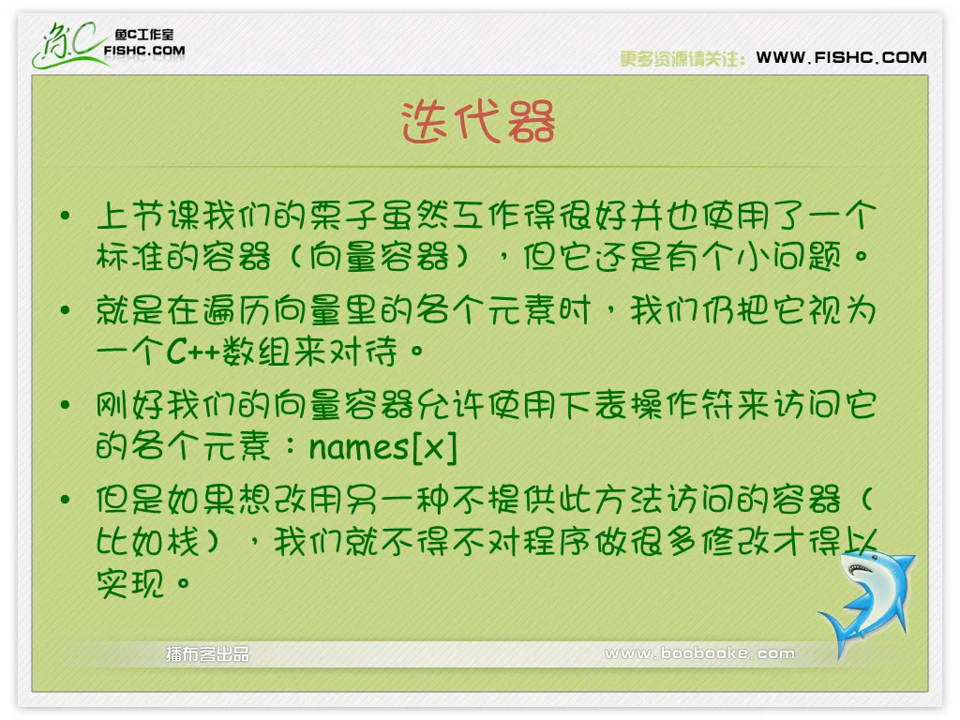 鱼C工作室
FISHC.COM
更多资源请关注：WWW.FISHC.COM
迭代器
• 上节课我们的栗子虽然工作得很好并也使用了一个
标准的容器（向量容器），但它还是有个小问题。
• 就是在遍历向量里的各个元素时，我们仍把它视为
一个C++数组来对待。
• 刚好我们的向量容器允许使用下表操作符来访问它
的各个元素：names[x]
• 但是如果想改用另一种不提供此方法访问的容器（
比如栈），我们就不得不对程序做很多修改才得以
实现。
播布客出品
www.boobooke.com